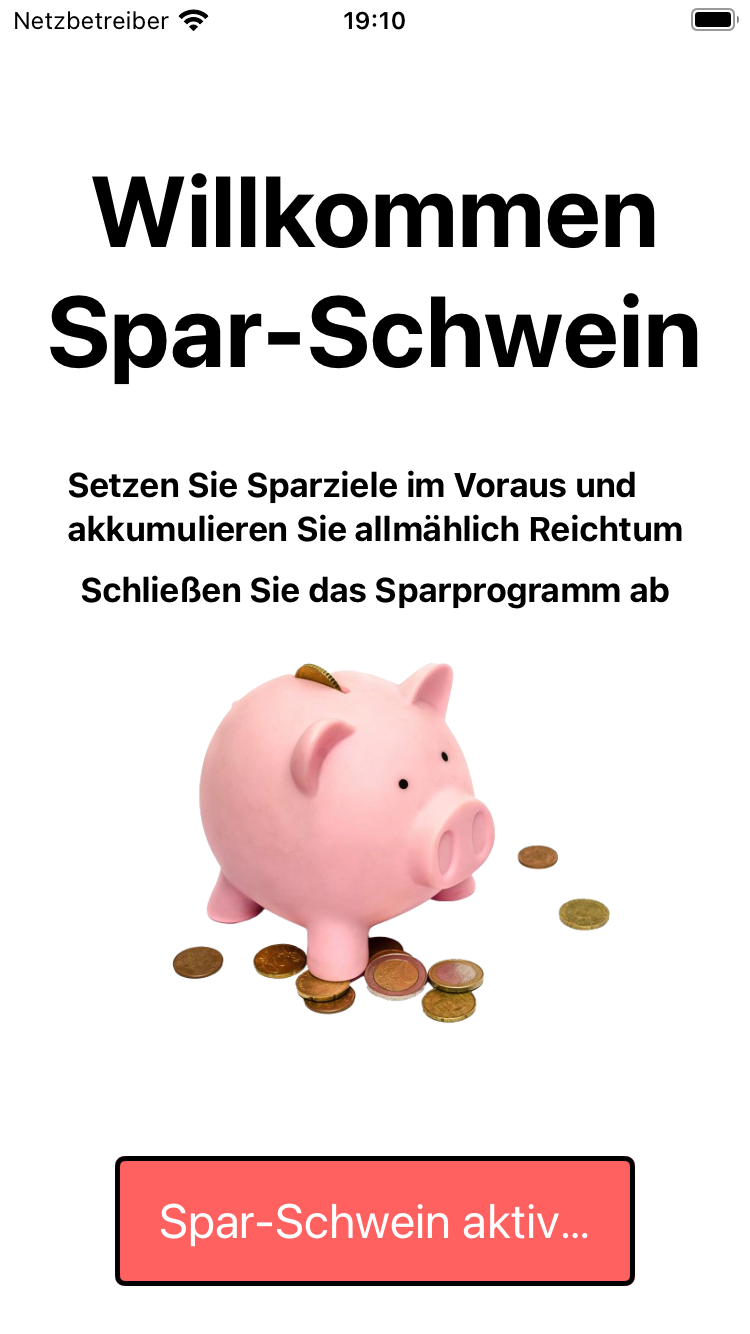 Netzbetreiber 19:10
Willkommen
Spar-Schwein
Setzen Sie Sparziele im Voraus und
akkumulieren Sie allmählich Reichtum
Schließen Sie das Sparprogramm ab
Spar-Schwein aktiv...